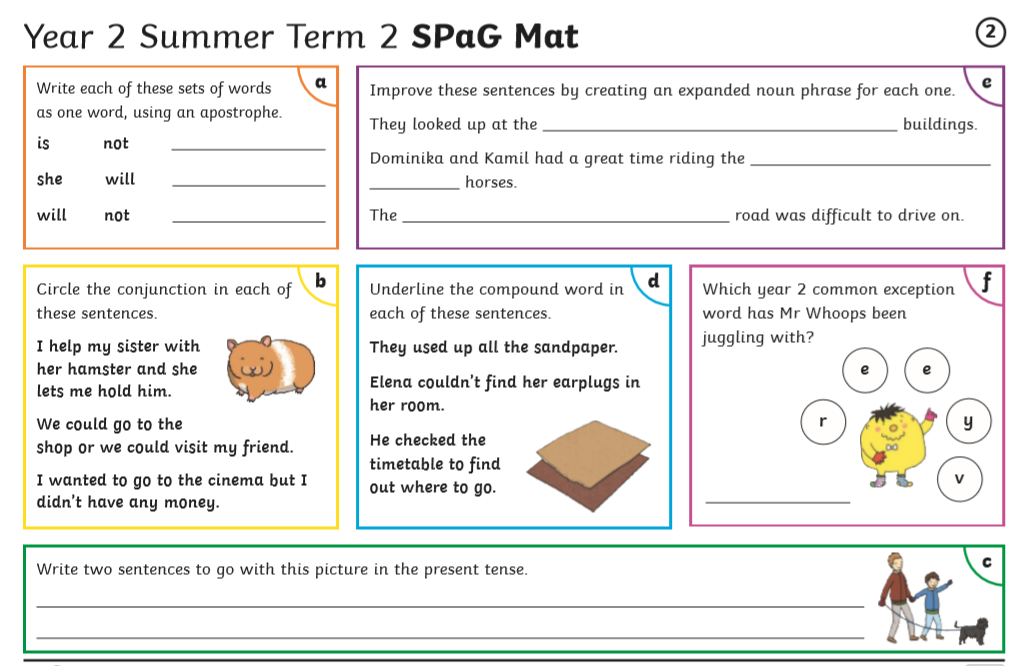 Year 2 Summer Term 2 SPaG Mat
2
a
Write each of these sets of words
as one word, using an apostrophe.
is not
she will
will not
e
Improve these sentences by creating an expanded noun phrase for each one.
They looked up at the ____________________ buildings.
Dominika and Kamil had a great time riding the ____________________
__________ horses.
The ____________________ road was difficult to drive on.
b
Circle the conjunction in each of
these sentences.
I help my sister with
her hamster and she
lets me hold him.
We could go to the
shop or we could visit my friend.
I wanted to go to the cinema but I
didn't have any money.
d
Underline the compound word in
each of these sentences.
They used up all the sandpaper.
Elena couldn't find her earplugs in
her room.
He checked the
timetable to find
out where to go.
f
Which year 2 common exception
word has Mr Whoops been
juggling with?
e e
r y
v
c
Write two sentences to go with this picture in the present tense.